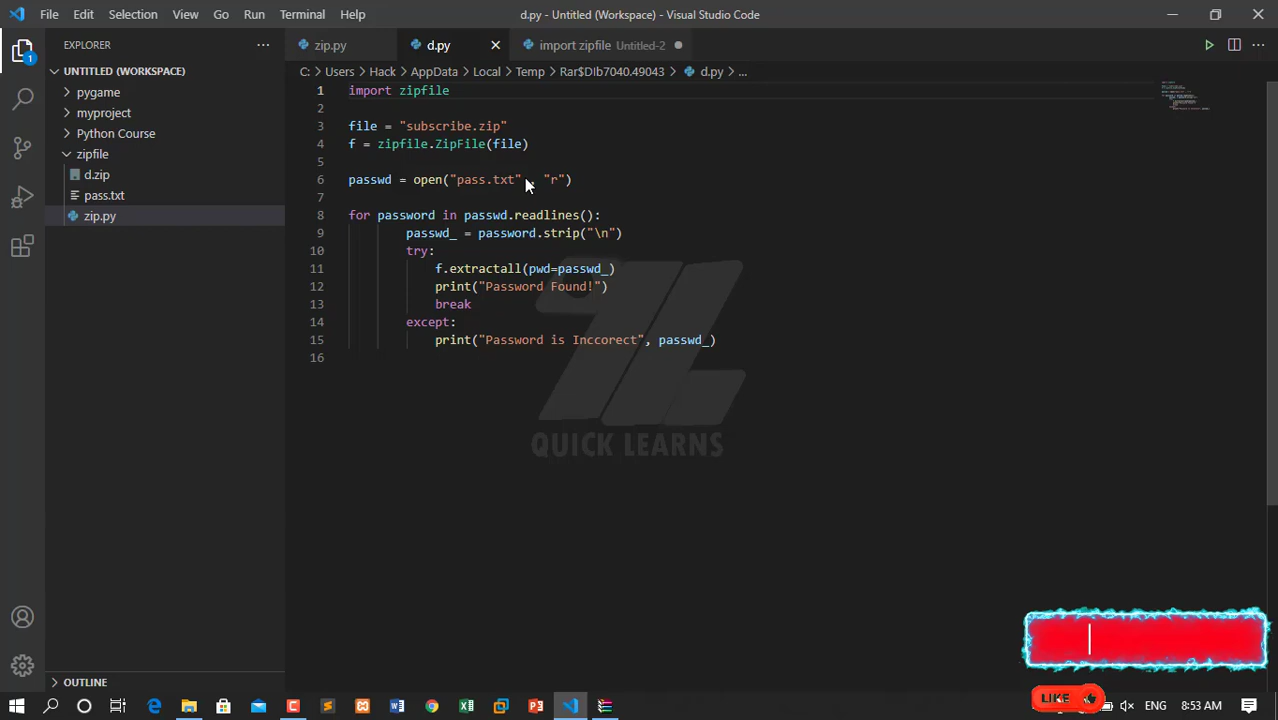 File Edit Selection View Go Run Terminal Help
d.py - Untitled (Workspace) - Visual Studio Code
EXPLORER
zip.py
d.py
import zipfile Untitled-2
1
UNTITLED (WORKSPACE)
C: > Users > Hack > AppData > Local > Temp > Rar$DIb7040.49043 > d.py > ...
pygame
myproject
Python Course
zipfile
d.zip
pass.txt
zip.py
1 import zipfile
2
3 file = "subscribe.zip"
4 f = zipfile.ZipFile(file)
5
6 passwd = open("pass.txt" "r")
7
8 for password in passwd.readlines():
9 passwd_ = password.strip("\n")
10 try:
11 f.extractall(pwd=passwd_)
12 print("Password Found!")
13 break
14 except:
15 print("Password is Inccorect", passwd_)
16
QUICK LEARNS
OUTLINE
LIKE
8:53 AM